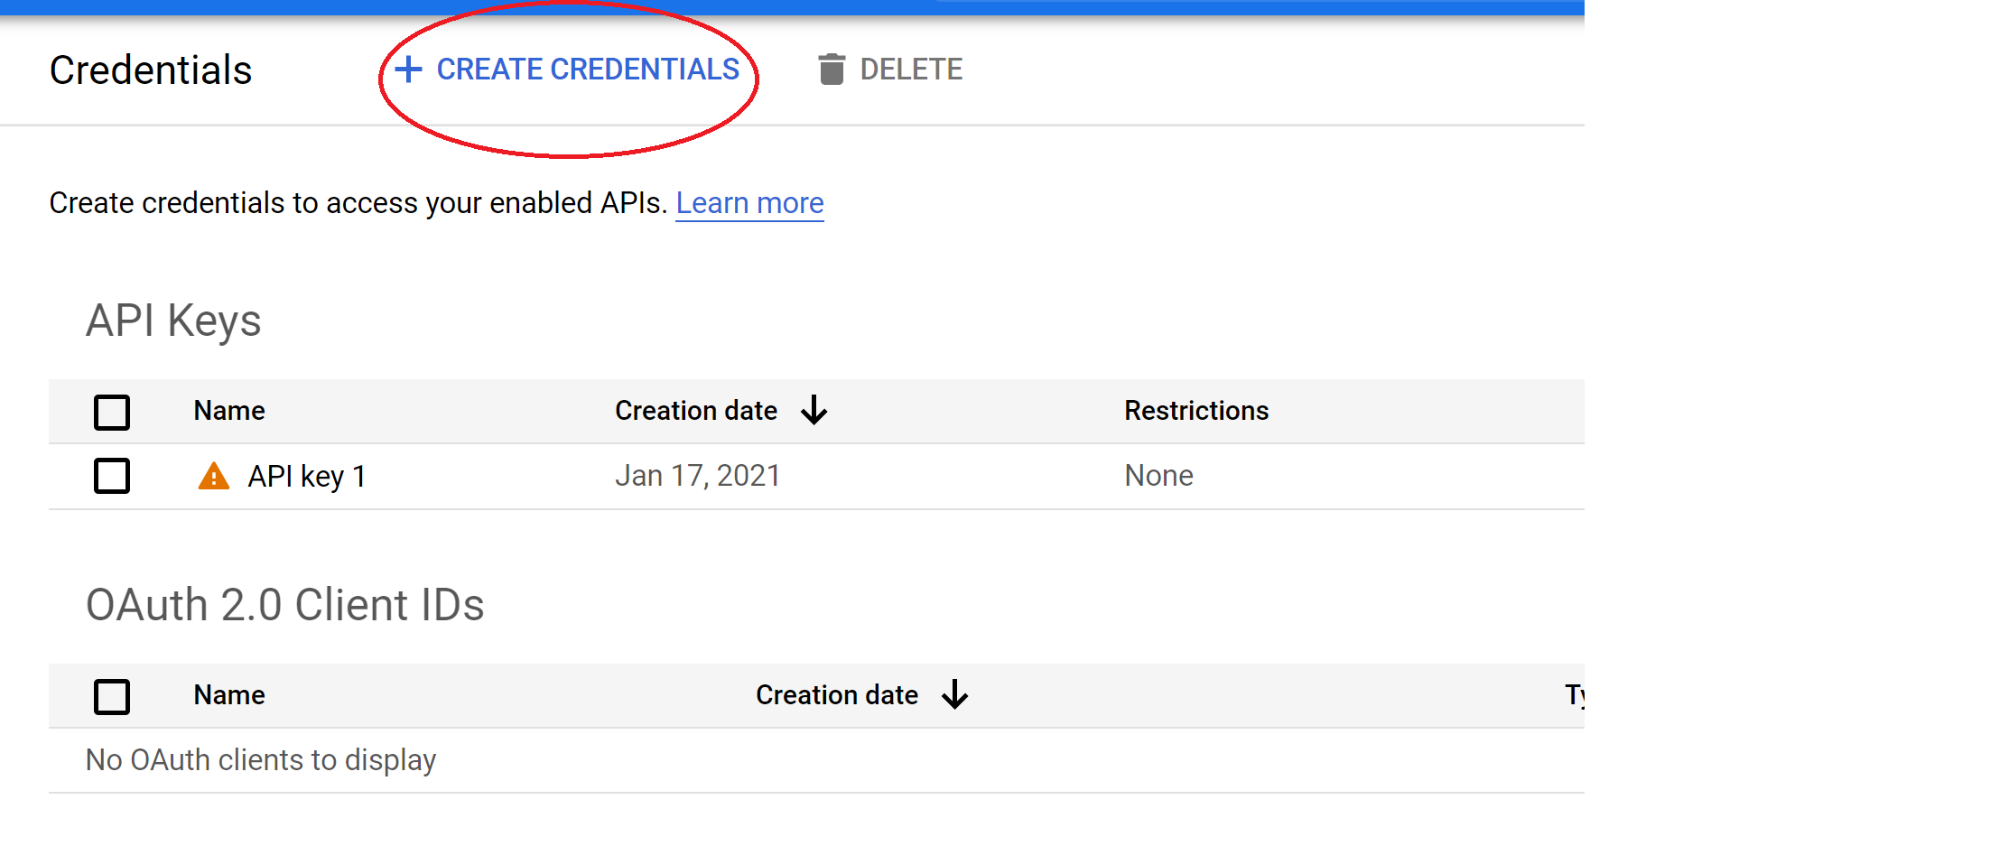 Credentials
CREATE CREDENTIALS
DELETE
Create credentials to access your enabled APIs. Learn more
API Keys
Name Creation date Restrictions
API key 1 Jan 17, 2021 None
OAuth 2.0 Client IDs
Name Creation date
No OAuth clients to display